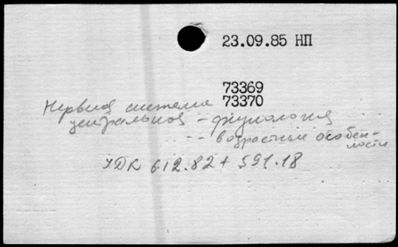 23.09.85 НП
73369
73370
Нервная система
центральная - физиология
-- возрастные особен-
ности
УДК 612.82 + 591.18